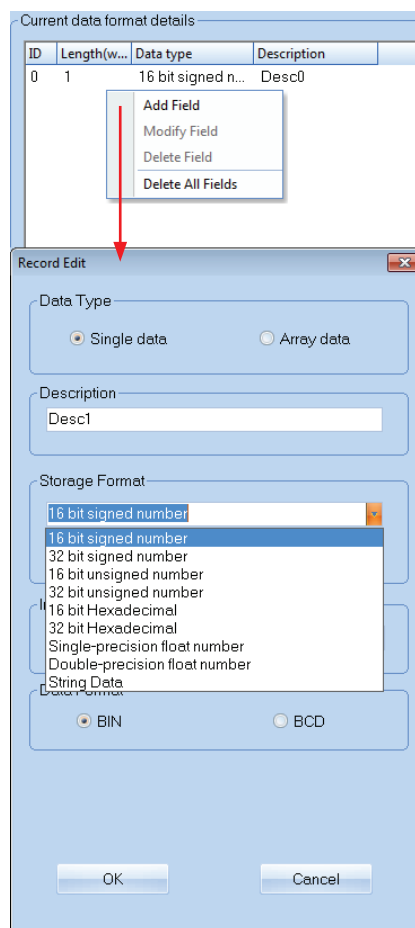 Current data format details
ID Length(w... Data type Description
0 1 16 bit signed n... Desc0
Add Field
Modify Field
Delete Field
Delete All Fields
Record Edit
Data Type
Single data Array data
Description
Desc1
Storage Format
16 bit signed number
16 bit signed number
32 bit signed number
16 bit unsigned number
32 bit unsigned number
16 bit Hexadecimal
32 bit Hexadecimal
Single-precision float number
Double-precision float number
String Data
BIN BCD
OK Cancel